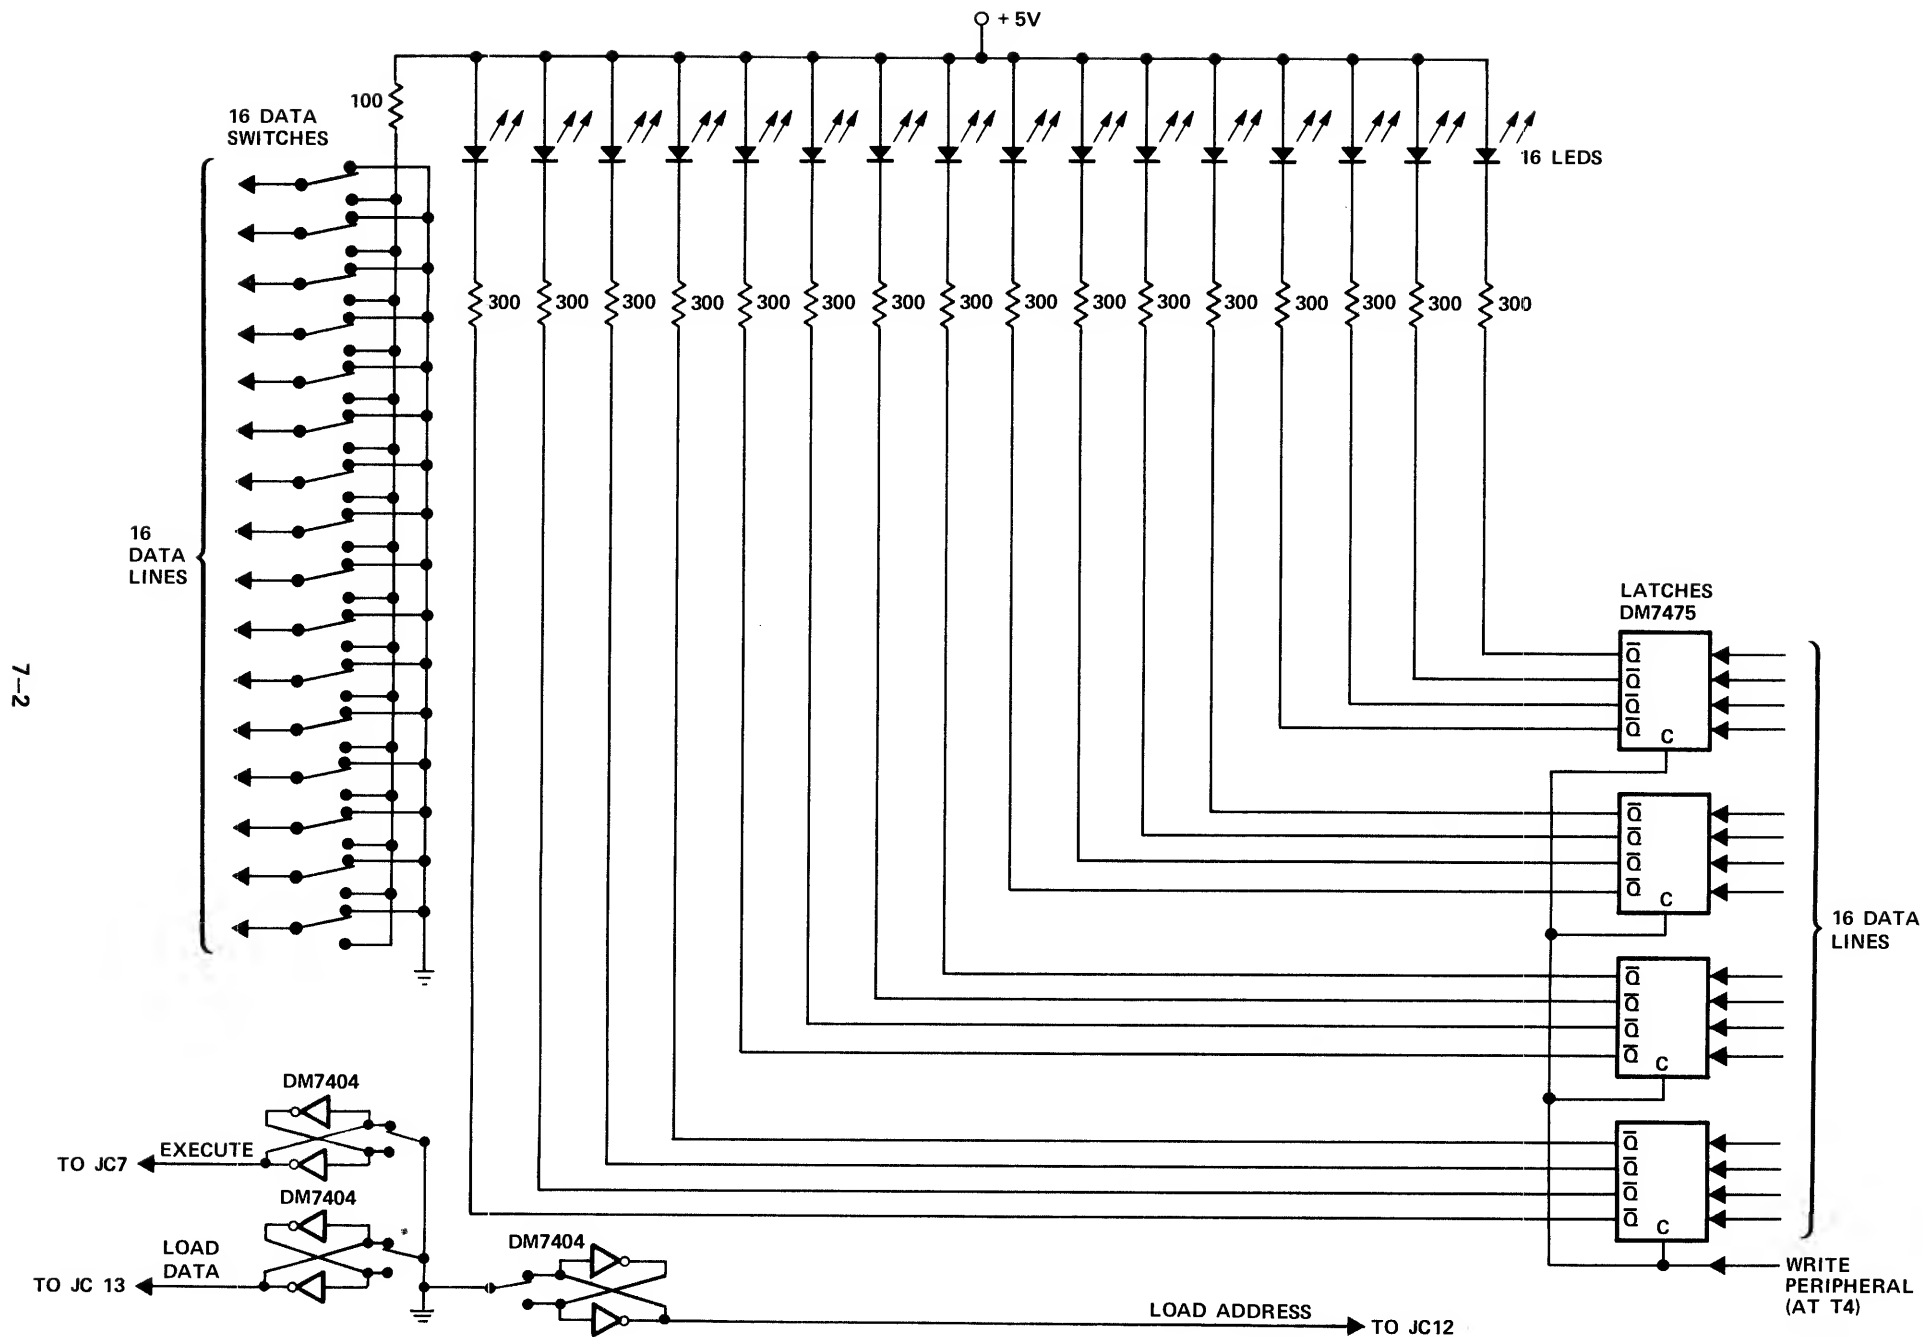 + 5V
100
16 DATA
SWITCHES
16 LEDS
300 300 300 300 300 300 300 300 300 300 300 300 300 300 300 300
16
DATA
LINES
LATCHES
DM7475
Q̅
Q̅
Q̅
Q̅
C
Q̅
Q̅
Q̅
Q̅
C
16 DATA
LINES
Q̅
Q̅
Q̅
Q̅
C
Q̅
Q̅
Q̅
Q̅
C
WRITE
PERIPHERAL
(AT T4)
DM7404
EXECUTE
TO JC7
DM7404
LOAD
DATA
TO JC 13
DM7404
LOAD ADDRESS
TO JC12
7-2